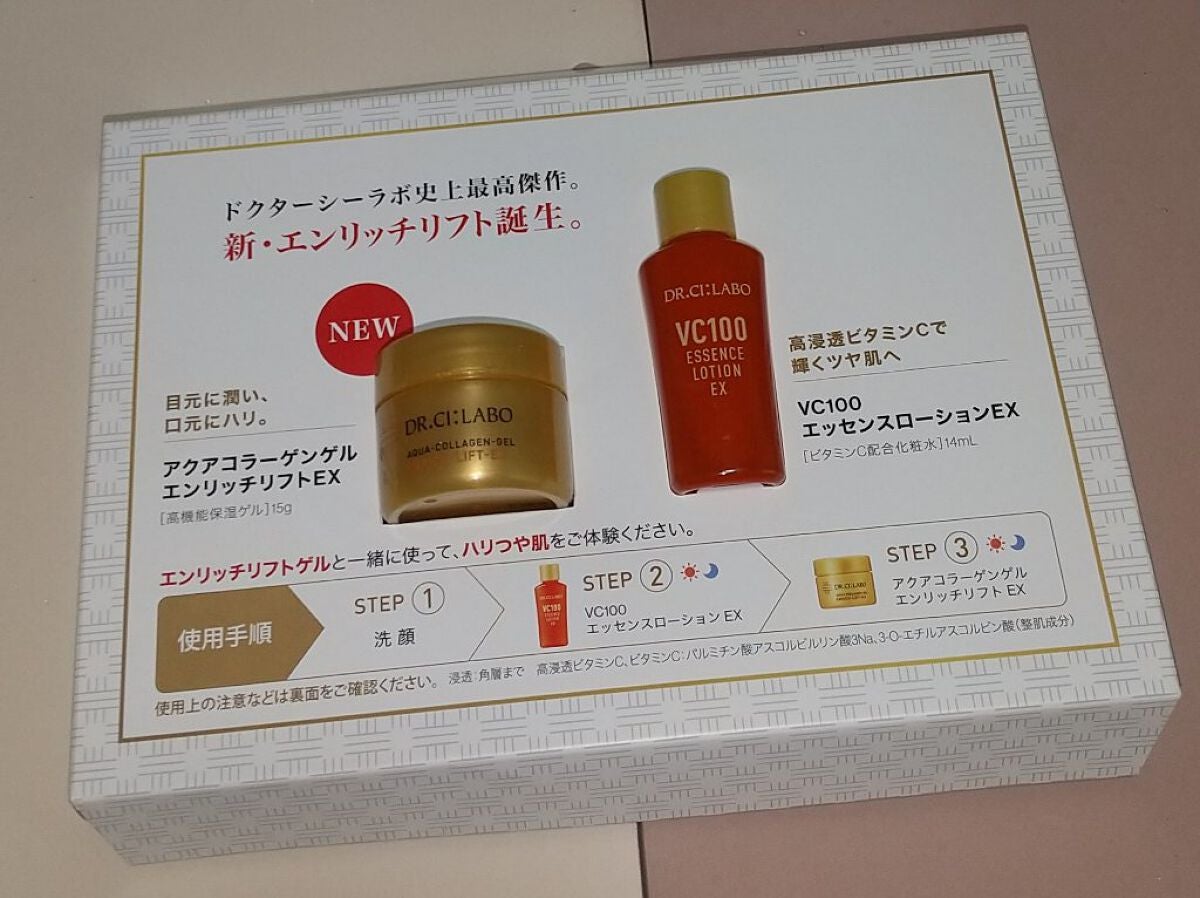 ドクターシーラボ史上最高傑作。
新・エンリッチリフト誕生。
NEW
目元に潤い、
口元にハリ。
アクアコラーゲンゲル
エンリッチリフトEX
[高機能保湿ゲル]15g
DR.CI:LABO
AQUA-COLLAGEN-GEL
LIFT-E
DR.CI:LABO
VC100
ESSENCE
LOTION
EX
高浸透ビタミンCで
輝くツヤ肌へ
VC100
エッセンスローションEX
[ビタミンC配合化粧水]14mL
エンリッチリフトゲルと一緒に使って、ハリつや肌をご体験ください。
使用手順
STEP 1
洗顔
DR.CI:LABO
VC100
STEP 2
VC100
エッセンスローション EX
DR.CI:LABO
STEP 3
アクアコラーゲンゲル
エンリッチリフト EX
使用上の注意などは裏面をご確認ください。 浸透:角層まで 高浸透ビタミンC、ビタミンC:パルミチン酸アスコルビルリン酸3Na、3-O-エチルアスコルビン酸(整肌成分)